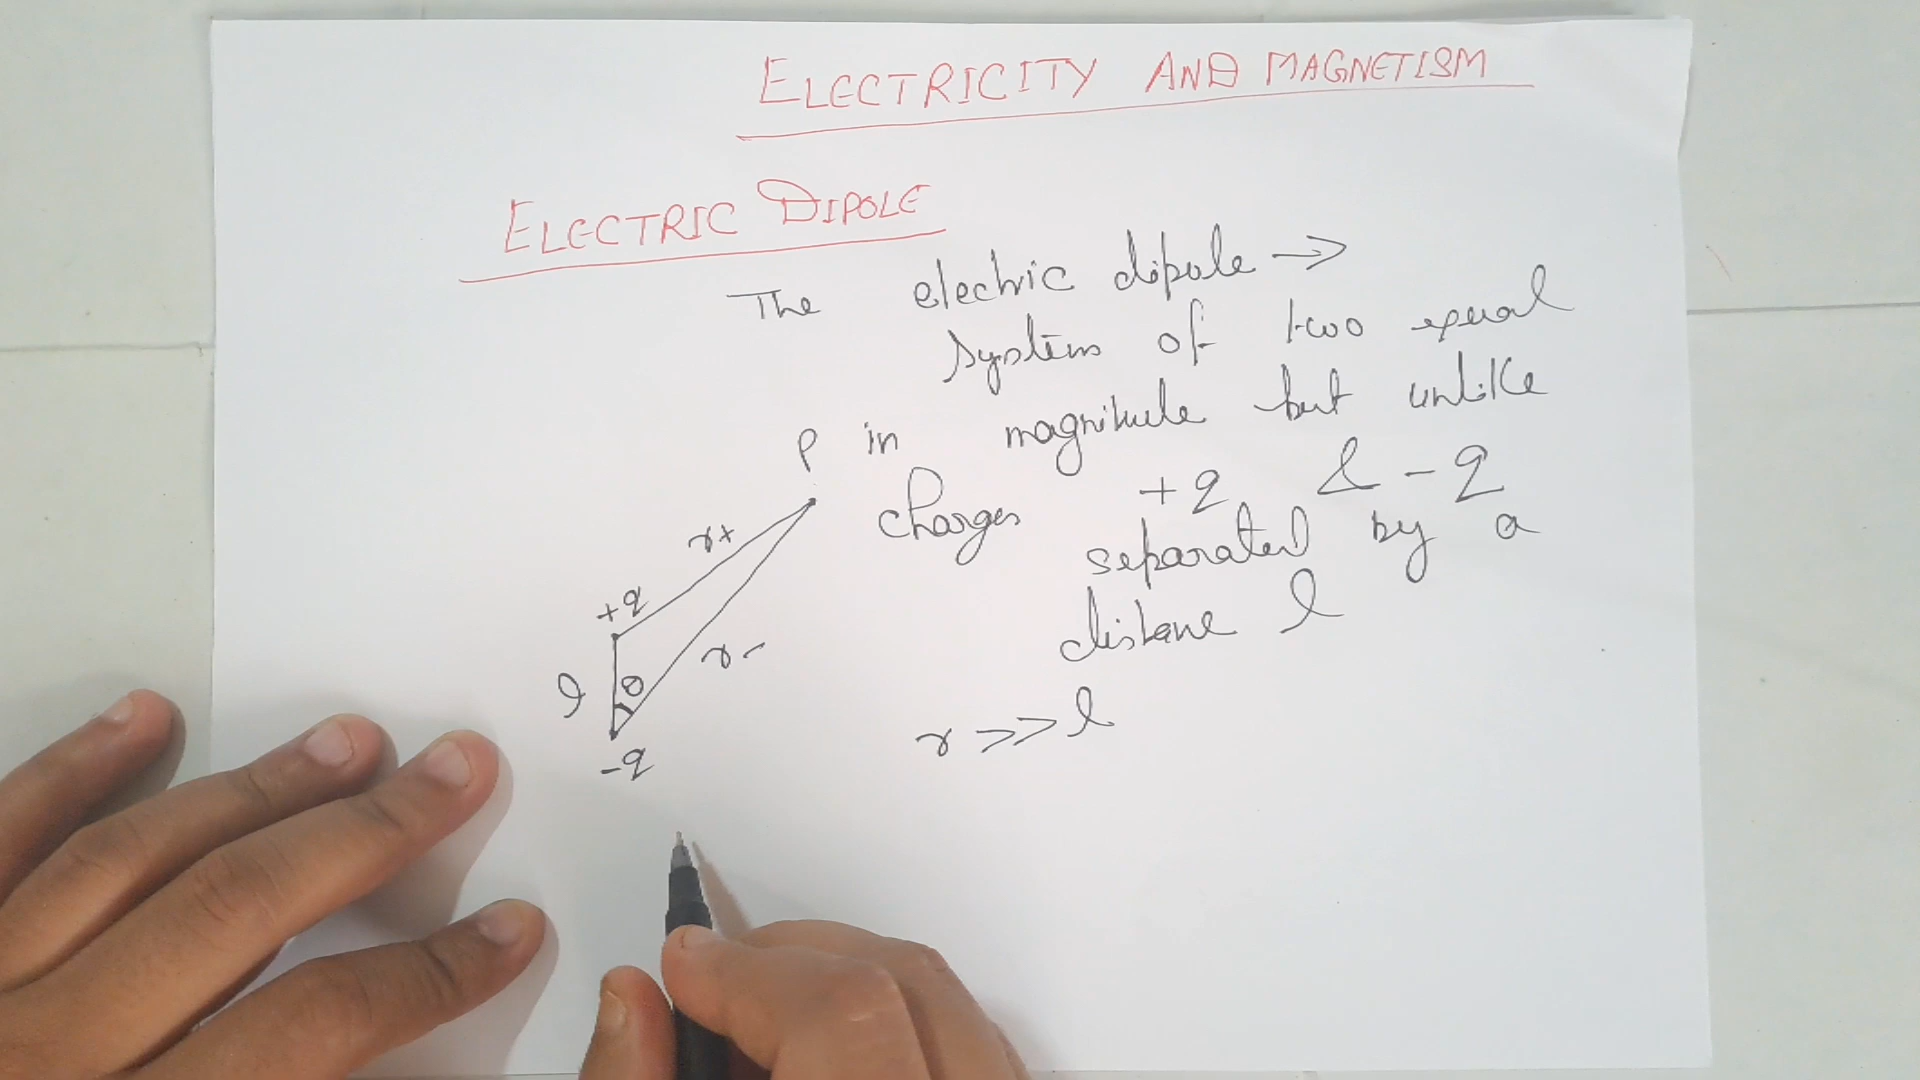 ELECTRICITY AND MAGNETISM
ELECTRIC DIPOLE
The electric dipole →
system of two equal
in magnitude but unlike
charges +q & -q
separated by a
distance l
r >> l
P
r+
+q
r-
l
θ
-q